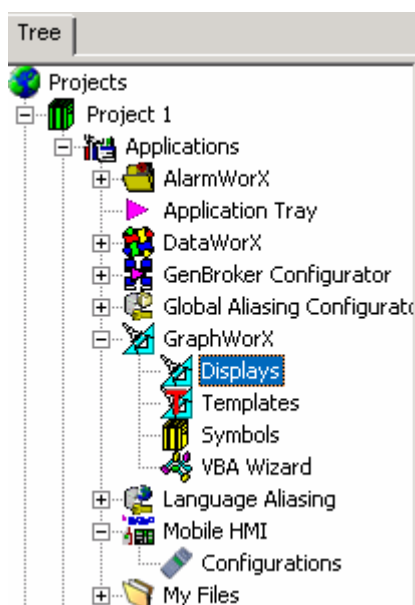 Tree
Projects
Project 1
Applications
AlarmWorX
Application Tray
DataWorX
GenBroker Configurator
Global Aliasing Configurato
GraphWorX
Displays
Templates
Symbols
VBA Wizard
Language Aliasing
Mobile HMI
Configurations
My Files